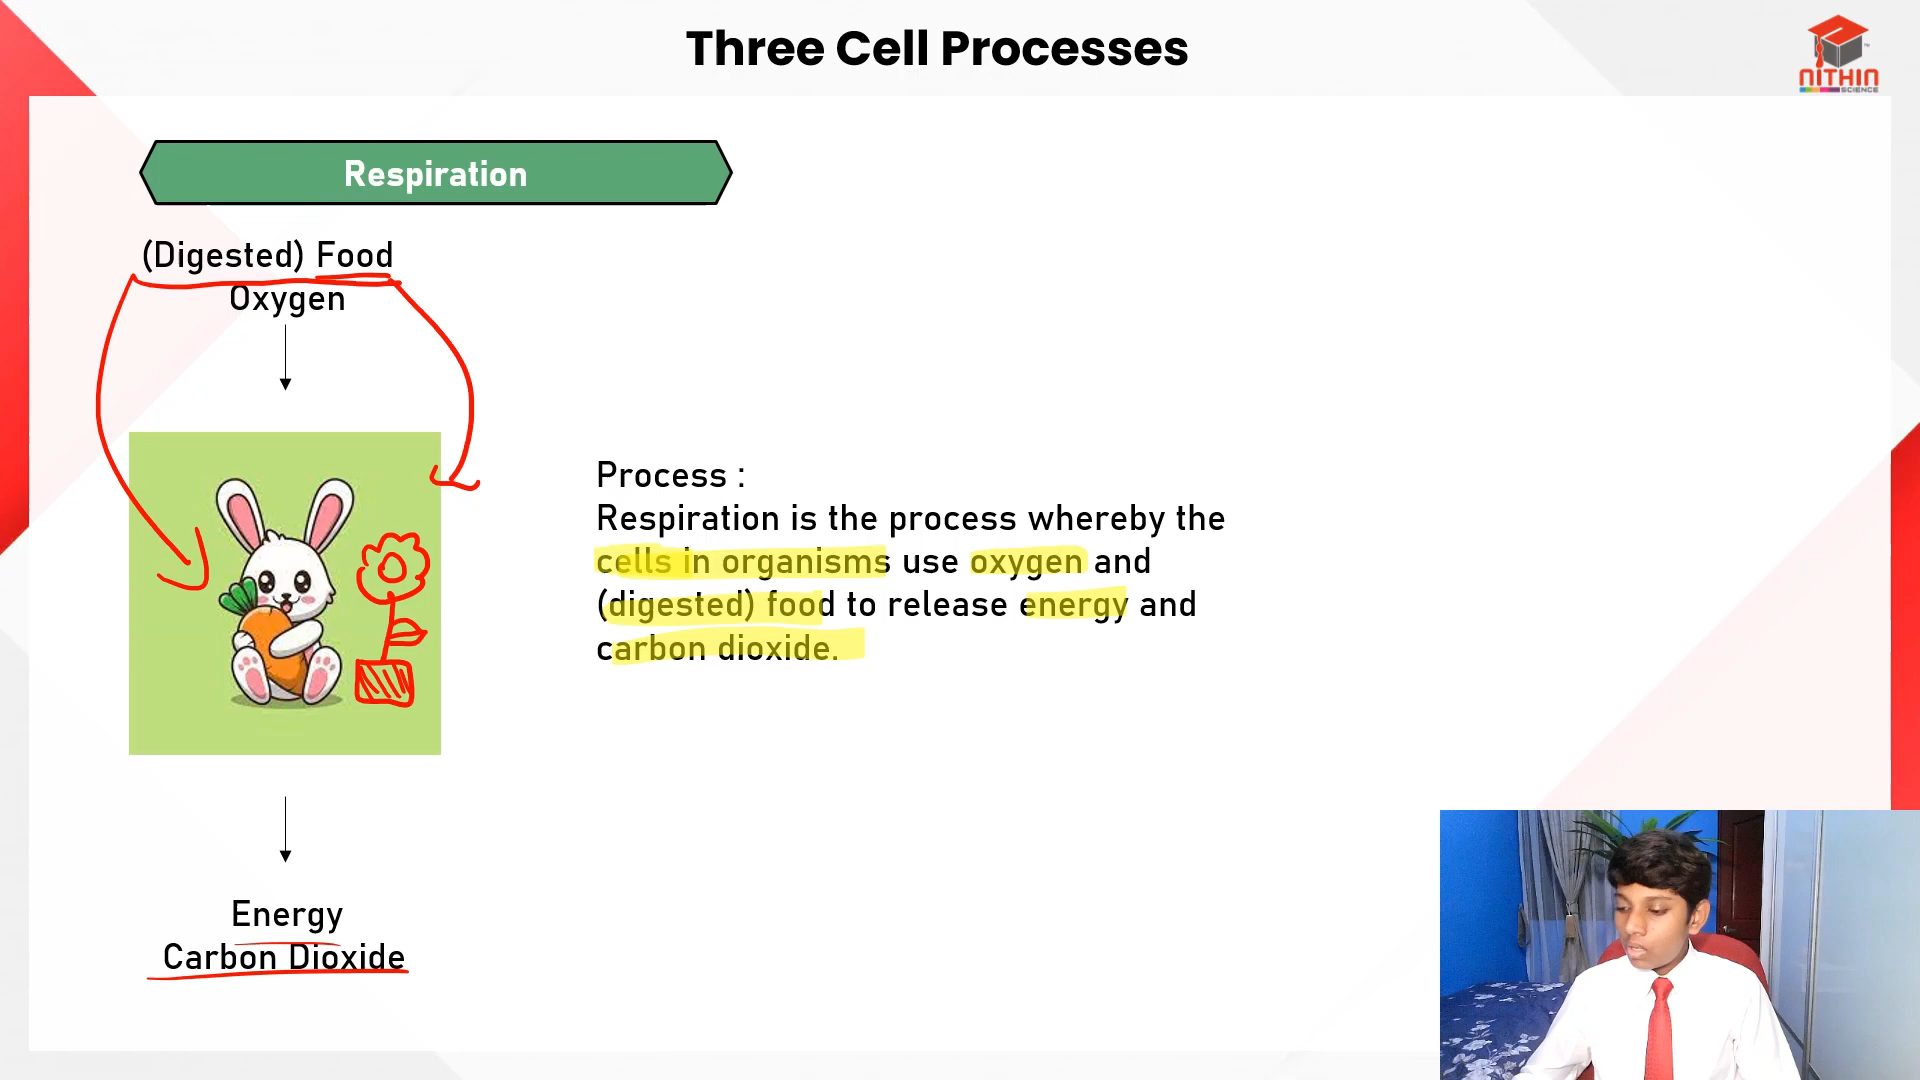 Three Cell Processes
NITHIN
SCIENCE
Respiration
(Digested) Food
Oxygen
Process :
Respiration is the process whereby the
cells in organisms use oxygen and
(digested) food to release energy and
carbon dioxide.
Energy
Carbon Dioxide